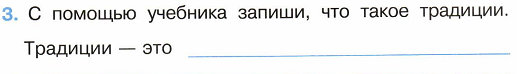 3. С помощью учебника запиши, что такое традиции.
Традиции — это